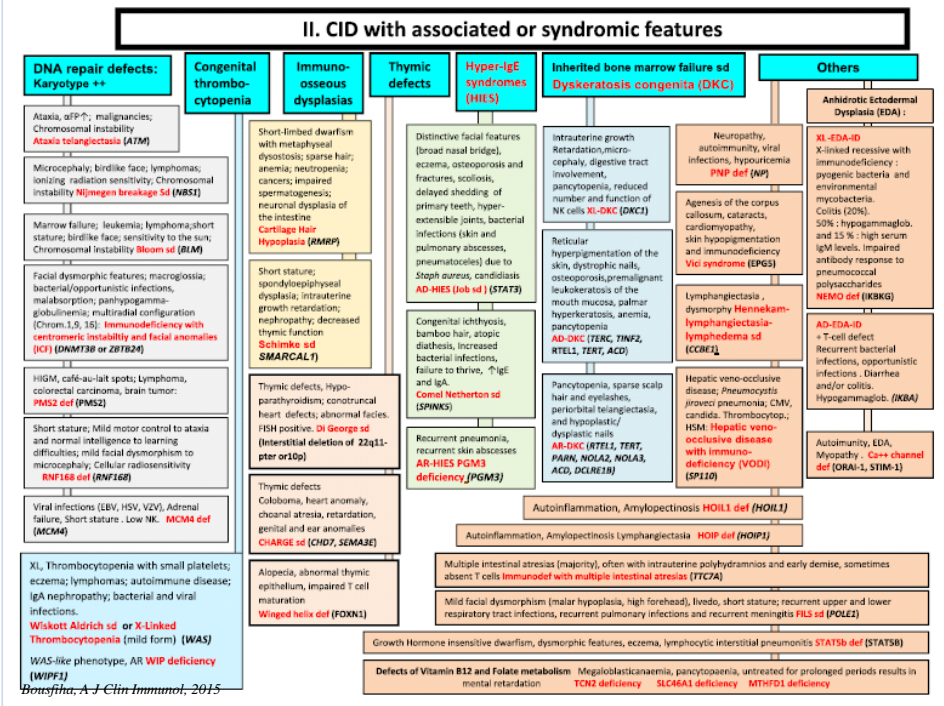 II. CID with associated or syndromic features
DNA repair defects:
Karyotype ++
Ataxia, αFP↑; malignancies;
Chromosomal instability
Ataxia telangiectasia (ATM)
Microcephaly; birdlike face; lymphomas;
ionizing radiation sensitivity; Chromosomal
instability Nijmegen breakage Sd (NBS1)
Marrow failure; leukemia; lymphoma;short
stature; birdlike face; sensitivity to the sun;
Chromosomal instability Bloom sd (BLM)
Facial dysmorphic features; macroglossia;
bacterial/opportunistic infections,
malabsorption; panhypogamma-
globulinemia; multiradial configuration
(Chrom.1,9, 16): Immunodeficiency with
centromeric instabiltiy and facial anomalies
(ICF) (DNMT3B or ZBTB24)
HIGM, café-au-lait spots; Lymphoma,
colorectal carcinoma, brain tumor:
PMS2 def (PMS2)
Short stature; Mild motor control to ataxia
and normal intelligence to learning
difficulties; mild facial dysmorphism to
microcephaly; Cellular radiosensitivity
RNF168 def (RNF168)
Viral infections (EBV, HSV, VZV), Adrenal
failure, Short stature . Low NK. MCM4 def
(MCM4)
Congenital
thrombo-
cytopenia
XL, Thrombocytopenia with small platelets;
eczema; lymphomas; autoimmune disease;
IgA nephropathy; bacterial and viral
infections.
Wiskott Aldrich sd or X-Linked
Thrombocytopenia (mild form) (WAS)
WAS-like phenotype, AR WIP deficiency
(WIPF1)
Immuno-
osseous
dysplasias
Short-limbed dwarfism
with metaphyseal
dysostosis; sparse hair;
anemia; neutropenia;
cancers; impaired
spermatogenesis;
neuronal dysplasia of
the intestine
Cartilage Hair
Hypoplasia (RMRP)
Short stature;
spondyloepiphyseal
dysplasia; intrauterine
growth retardation;
nephropathy; decreased
thymic function
Schimke sd
SMARCAL1)
Thymic
defects
Thymic defects, Hypo-
parathyroidism; conotruncal
heart defects; abnormal facies.
FISH positive. Di George sd
(Interstitial deletion of 22q11-
pter or10p)
Thymic defects
Coloboma, heart anomaly,
choanal atresia, retardation,
genital and ear anomalies
CHARGE sd (CHD7, SEMA3E)
Alopecia, abnormal thymic
epithelium, impaired T cell
maturation
Winged helix def (FOXN1)
Hyper-IgE
syndromes
(HIES)
Distinctive facial features
(broad nasal bridge),
eczema, osteoporosis and
fractures, scoliosis,
delayed shedding of
primary teeth, hyper-
extensible joints, bacterial
infections (skin and
pulmonary abscesses,
pneumatoceles) due to
Staph aureus, candidiasis
AD-HIES (Job sd ) (STAT3)
Congenital ichthyosis,
bamboo hair, atopic
diathesis, Increased
bacterial infections,
failure to thrive, ↑IgE
and IgA.
Comel Netherton sd
(SPINK5)
Recurrent pneumonia,
recurrent skin abscesses
AR-HIES PGM3
deficiency (PGM3)
Inherited bone marrow failure sd
Dyskeratosis congenita (DKC)
Intrauterine growth
Retardation,micro-
cephaly, digestive tract
involvement,
pancytopenia, reduced
number and function of
NK cells XL-DKC (DKC1)
Reticular
hyperpigmentation of the
skin, dystrophic nails,
osteoporosis,premalignant
leukokeratosis of the
mouth mucosa, palmar
hyperkeratosis, anemia,
pancytopenia
AD-DKC (TERC, TINF2,
RTEL1, TERT, ACD)
Pancytopenia, sparse scalp
hair and eyelashes,
periorbital telangiectasia,
and hypoplastic/
dysplastic nails
AR-DKC (RTEL1, TERT,
PARN, NOLA2, NOLA3,
ACD, DCLRE1B)
Others
Neuropathy,
autoimmunity, viral
infections, hypouricemia
PNP def (NP)
Agenesis of the corpus
callosum, cataracts,
cardiomyopathy,
skin hypopigmentation
and immunodeficiency
Vici syndrome (EPG5)
Lymphangiectasia ,
dysmorphy Hennekam-
lymphangiectasia-
lymphedema sd
(CCBE1)
Hepatic veno-occlusive
disease; Pneumocystis
jiroveci pneumonia; CMV,
candida. Thrombocytop.;
HSM: Hepatic veno-
occlusive disease
with immuno-
deficiency (VODI)
(SP110)
Anhidrotic Ectodermal
Dysplasia (EDA) :
XL-EDA-ID
X-linked recessive with
immunodeficiency :
pyogenic bacteria and
environmental
mycobacteria.
Colitis (20%).
50% : hypogammaglob.
and 15 % : high serum
IgM levels. Impaired
antibody response to
pneumococcal
polysaccharides
NEMO def (IKBKG)
AD-EDA-ID
+ T-cell defect
Recurrent bacterial
infections, opportunistic
infections . Diarrhea
and/or colitis.
Hypogammaglob. (IKBA)
Autoimunity, EDA,
Myopathy . Ca++ channel
def (ORAI-1, STIM-1)
Autoinflammation, Amylopectinosis HOIL1 def (HOIL1)
Autoinflammation, Amylopectinosis Lymphangiectasia HOIP def (HOIP1)
Multiple intestinal atresias (majority), often with intrauterine polyhydramnios and early demise, sometimes
absent T cells Immunodef with multiple intestinal atresias (TTC7A)
Mild facial dysmorphism (malar hypoplasia, high forehead), livedo, short stature; recurrent upper and lower
respiratory tract infections, recurrent pulmonary infections and recurrent meningitis FILS sd (POLE1)
Growth Hormone insensitive dwarfism, dysmorphic features, eczema, lymphocytic interstitial pneumonitis STAT5b def (STAT5B)
Defects of Vitamin B12 and Folate metabolism Megaloblasticanaemia, pancytopaenia, untreated for prolonged periods results in
mental retardation TCN2 deficiency SLC46A1 deficiency MTHFD1 deficiency
Bousfiha, A J Clin Immunol, 2015